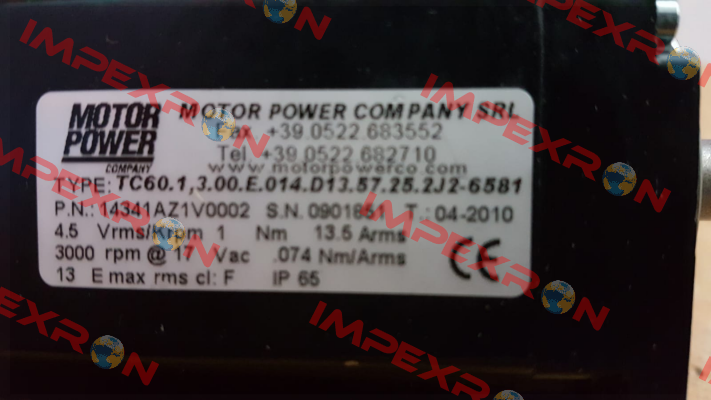 MOTOR POWER COMPANY
MOTOR POWER COMPANY SRL
Fax +39 0522 683552
Tel +39 0522 682710
www.motorpowerco.com
TYPE: TC60.1,3.00.E.014.D13.57.25.2J2-6581
P.N.: 14341AZ1V0002 S.N. 0901851 T.: 04-2010
4.5 Vrms/Krpm 1 Nm 13.5 Arms
3000 rpm @ 17 Vac .074 Nm/Arms
13 E max rms cl: F IP 65
CE
IMPEXRON
IMPEXRON
IMPEXRON
IMPEXRON
IMPEXRON
IMPEXRON